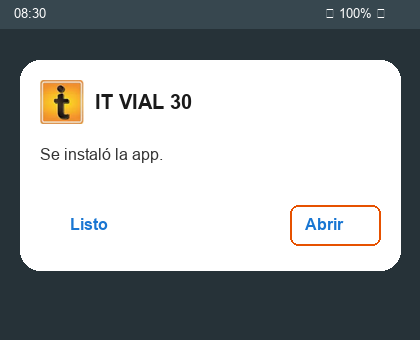 08:30
100%
IT VIAL 30
Se instaló la app.
Listo
Abrir